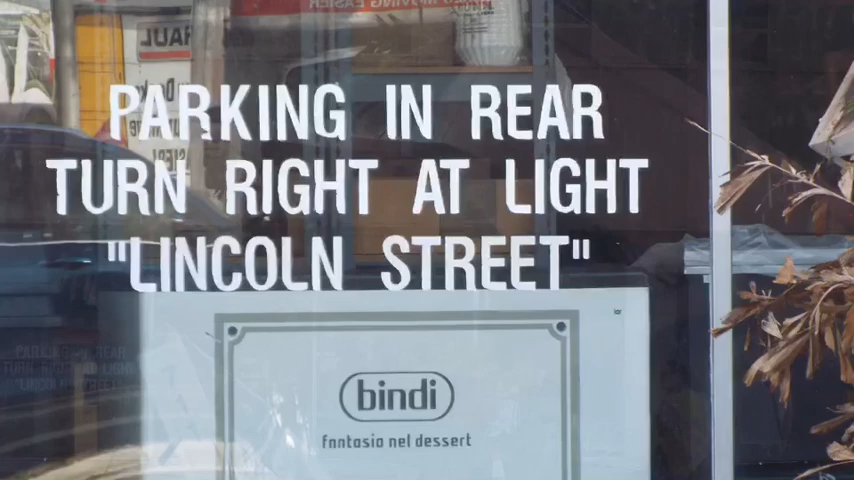 PARKING IN REAR
TURN RIGHT AT LIGHT
"LINCOLN STREET"
bindi
fantasia nel dessert